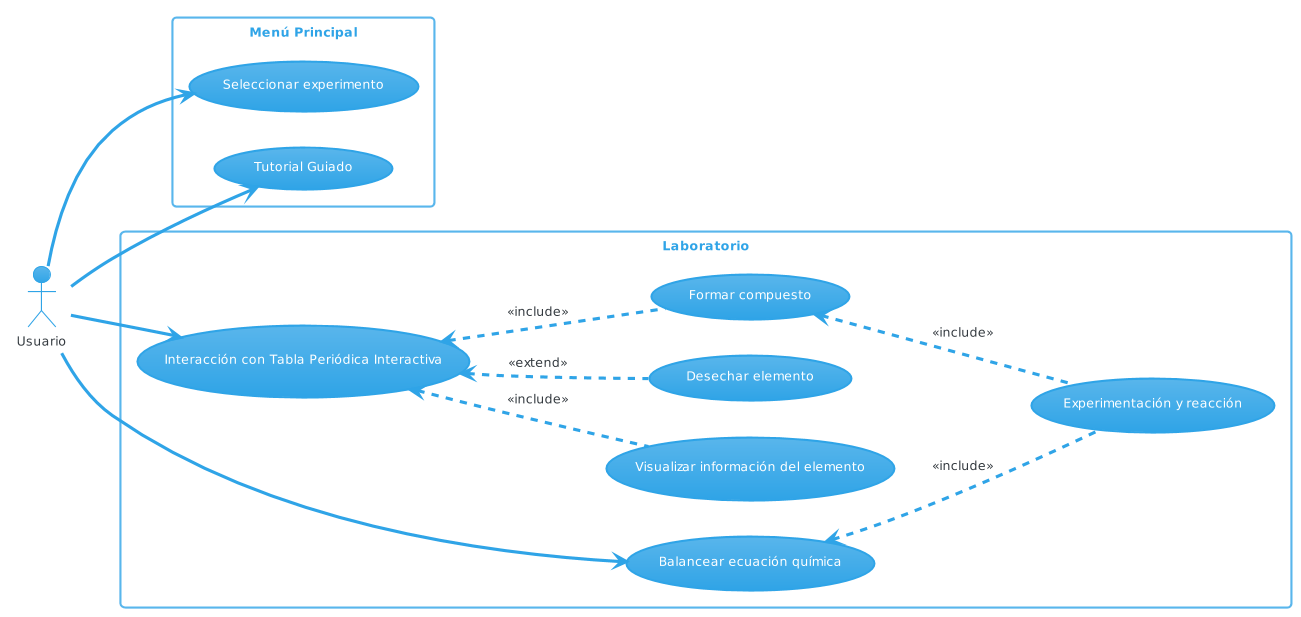 Menú Principal
Seleccionar experimento
Tutorial Guiado
Laboratorio
Usuario
Interacción con Tabla Periódica Interactiva
«include»
Formar compuesto
«extend»
Desechar elemento
«include»
Visualizar información del elemento
«include»
Experimentación y reacción
«include»
Balancear ecuación química